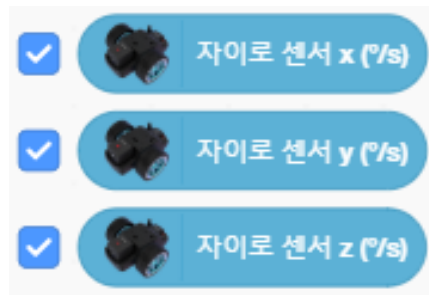 자이로 센서 x (º/s)
자이로 센서 y (º/s)
자이로 센서 z (º/s)